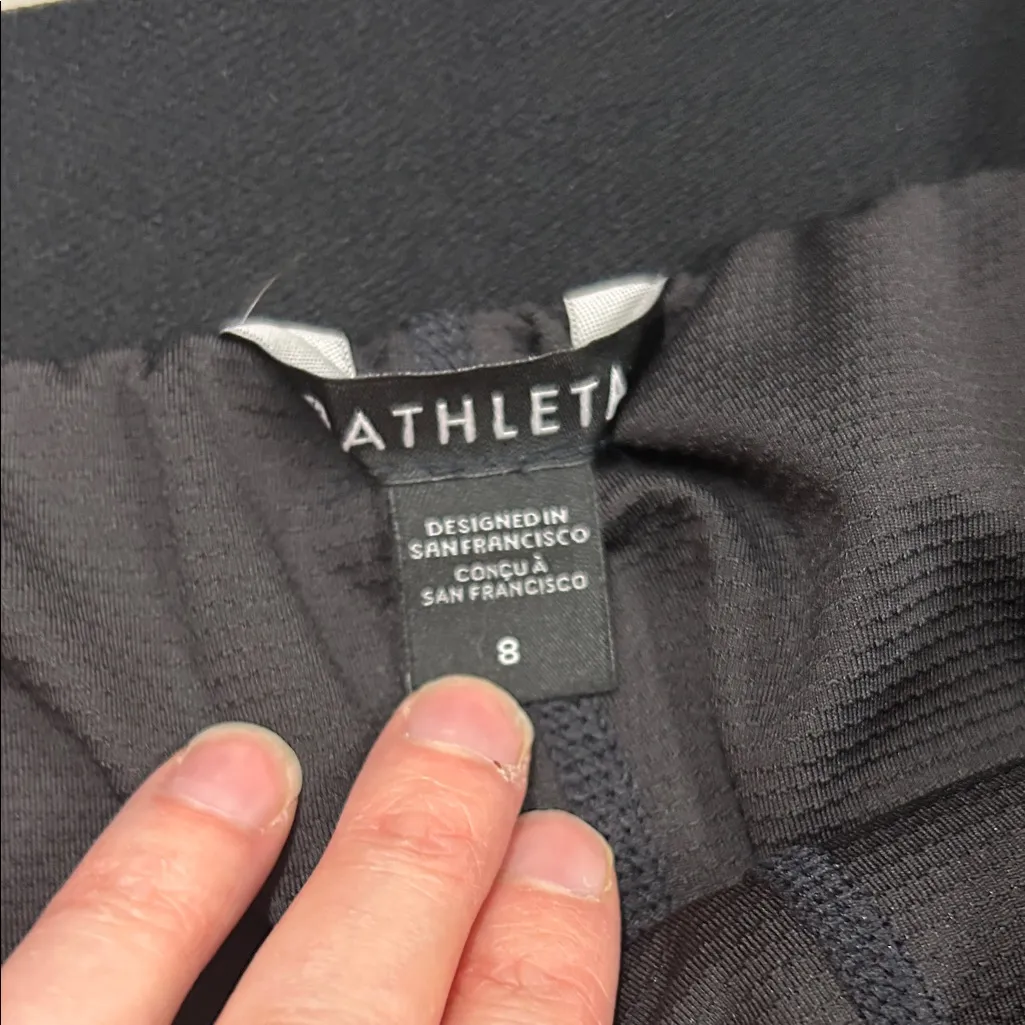 ATHLETA
DESIGNED IN
SAN FRANCISCO
CONÇU À
SAN FRANCISCO
8